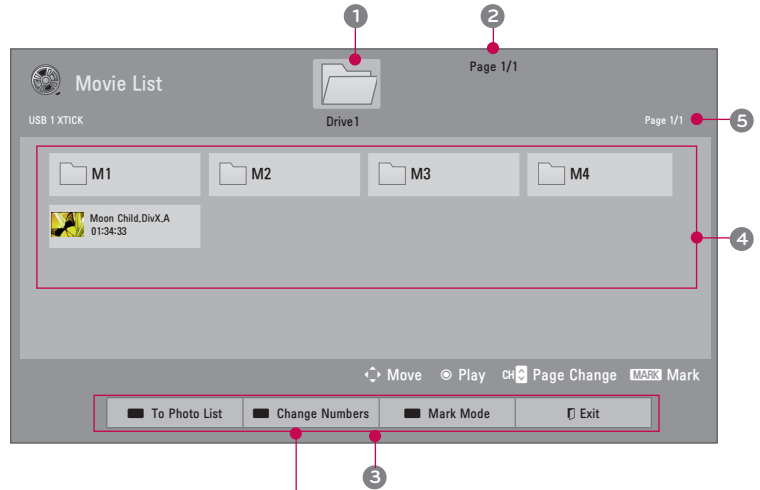 1
2
Page 1/1
Movie List
USB 1 XTICK
Drive1
Page 1/1
5
M1
M2
M3
M4
Moon Child,DivX,A
01:34:33
4
Move
Play
CH Page Change
MARK Mark
To Photo List
Change Numbers
Mark Mode
Exit
3